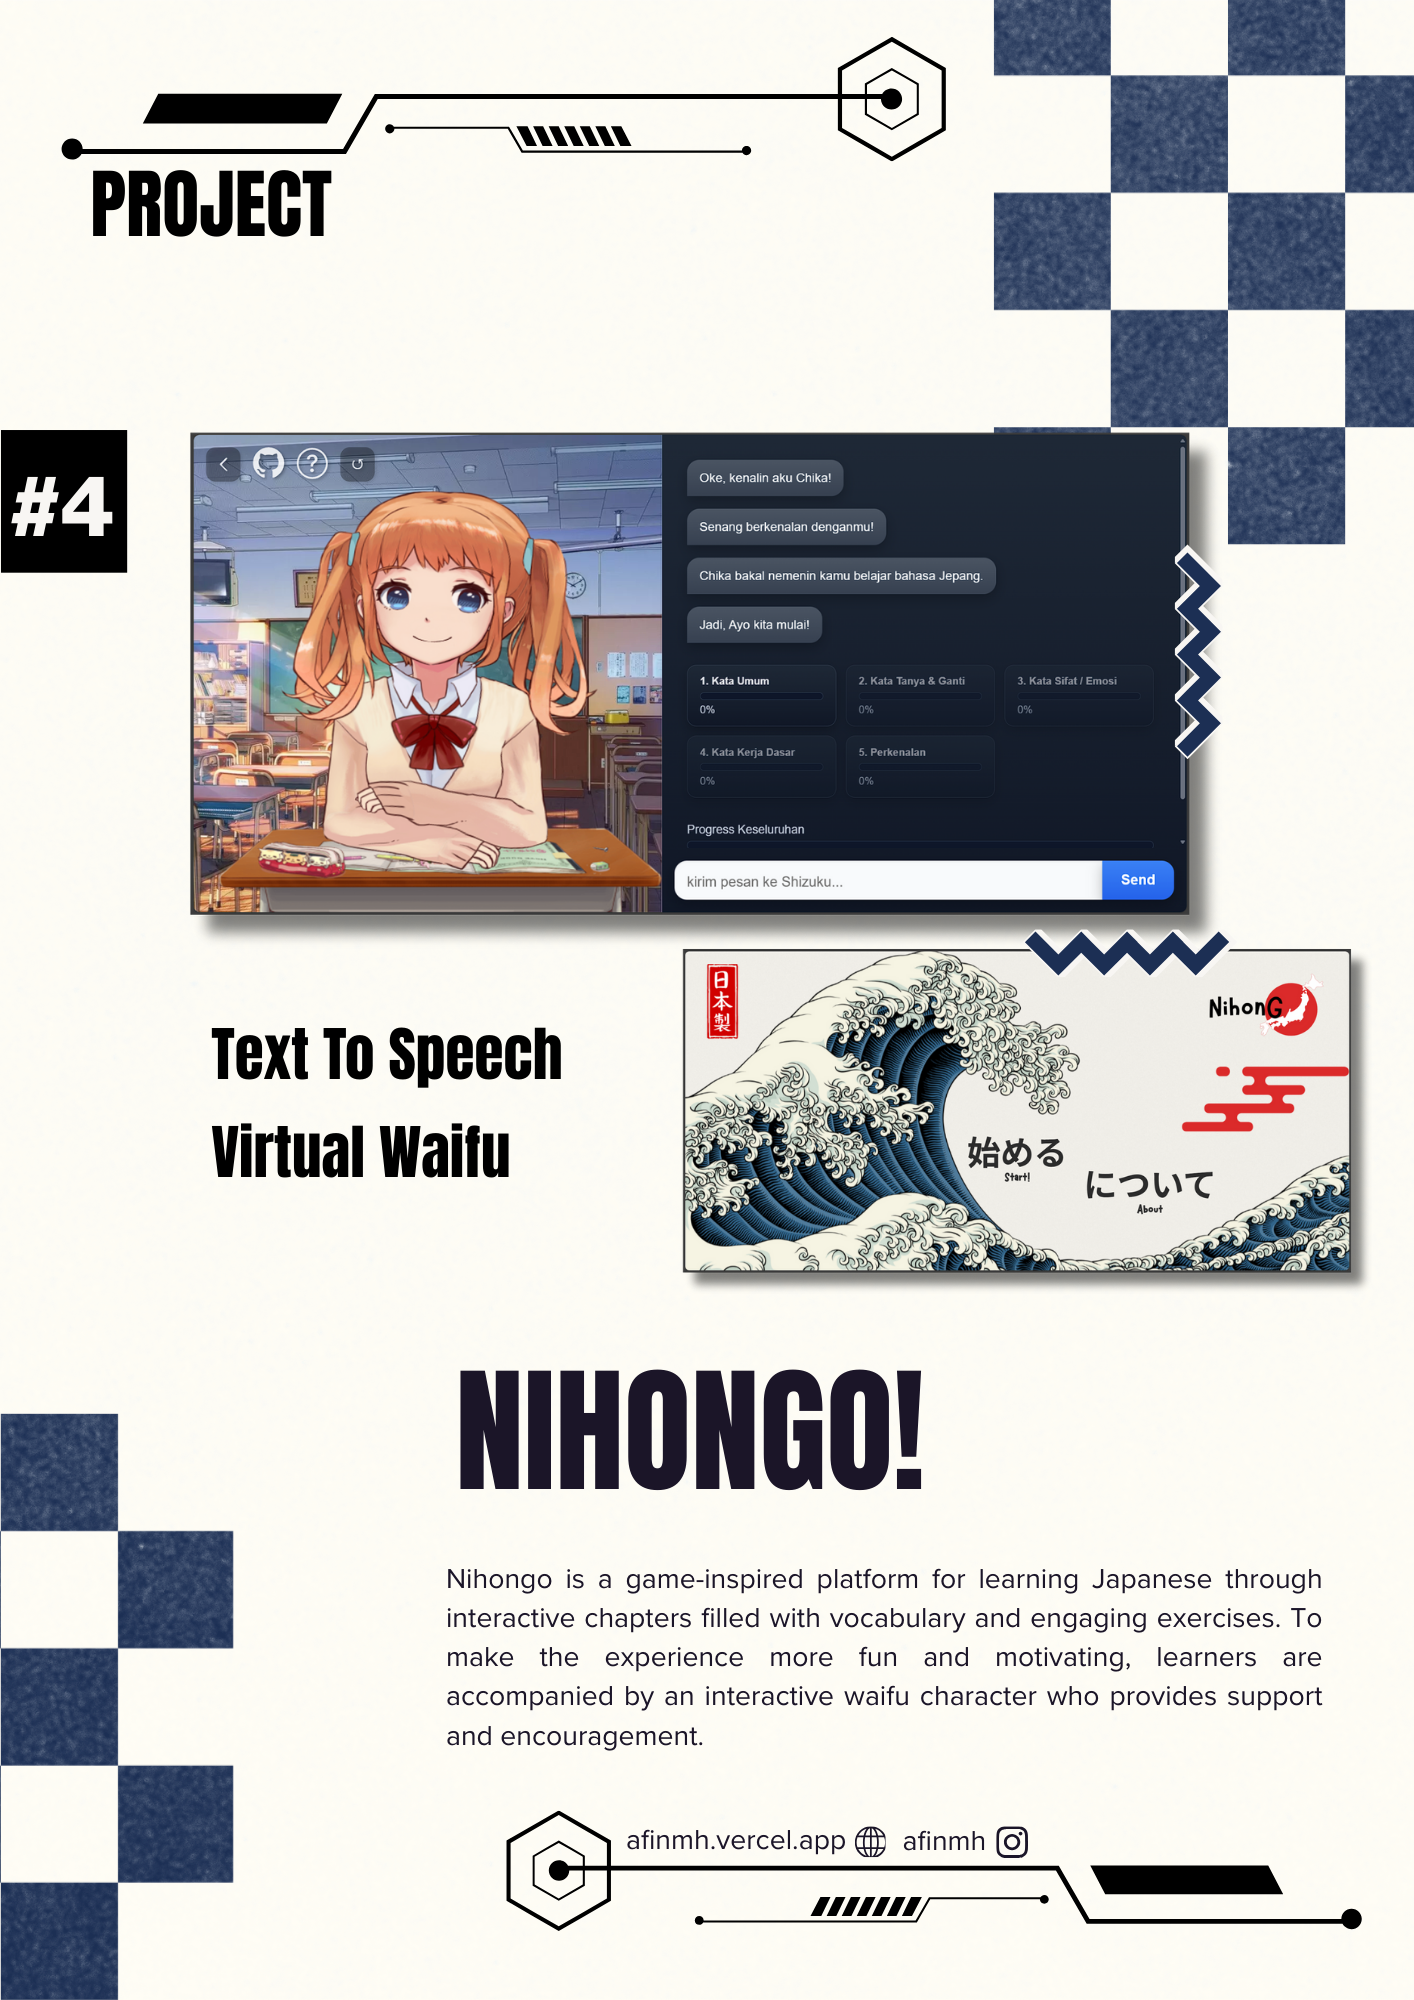 PROJECT
#4
Oke, kenalin aku Chika!
Senang berkenalan denganmu!
Chika bakal nemenin kamu belajar bahasa Jepang.
Jadi, Ayo kita mulai!
1. Kata Umum
0%
2. Kata Tanya & Ganti
0%
3. Kata Sifat / Emosi
0%
4. Kata Kerja Dasar
0%
5. Perkenalan
0%
Progress Keseluruhan
kirim pesan ke Shizuku...
Send
Text To Speech
Virtual Waifu
日本製
NihonG
始める
Start!
について
About
NIHONGO!
Nihongo is a game-inspired platform for learning Japanese through
interactive chapters filled with vocabulary and engaging exercises. To
make the experience more fun and motivating, learners are
accompanied by an interactive waifu character who provides support
and encouragement.
afinmh.vercel.app afinmh